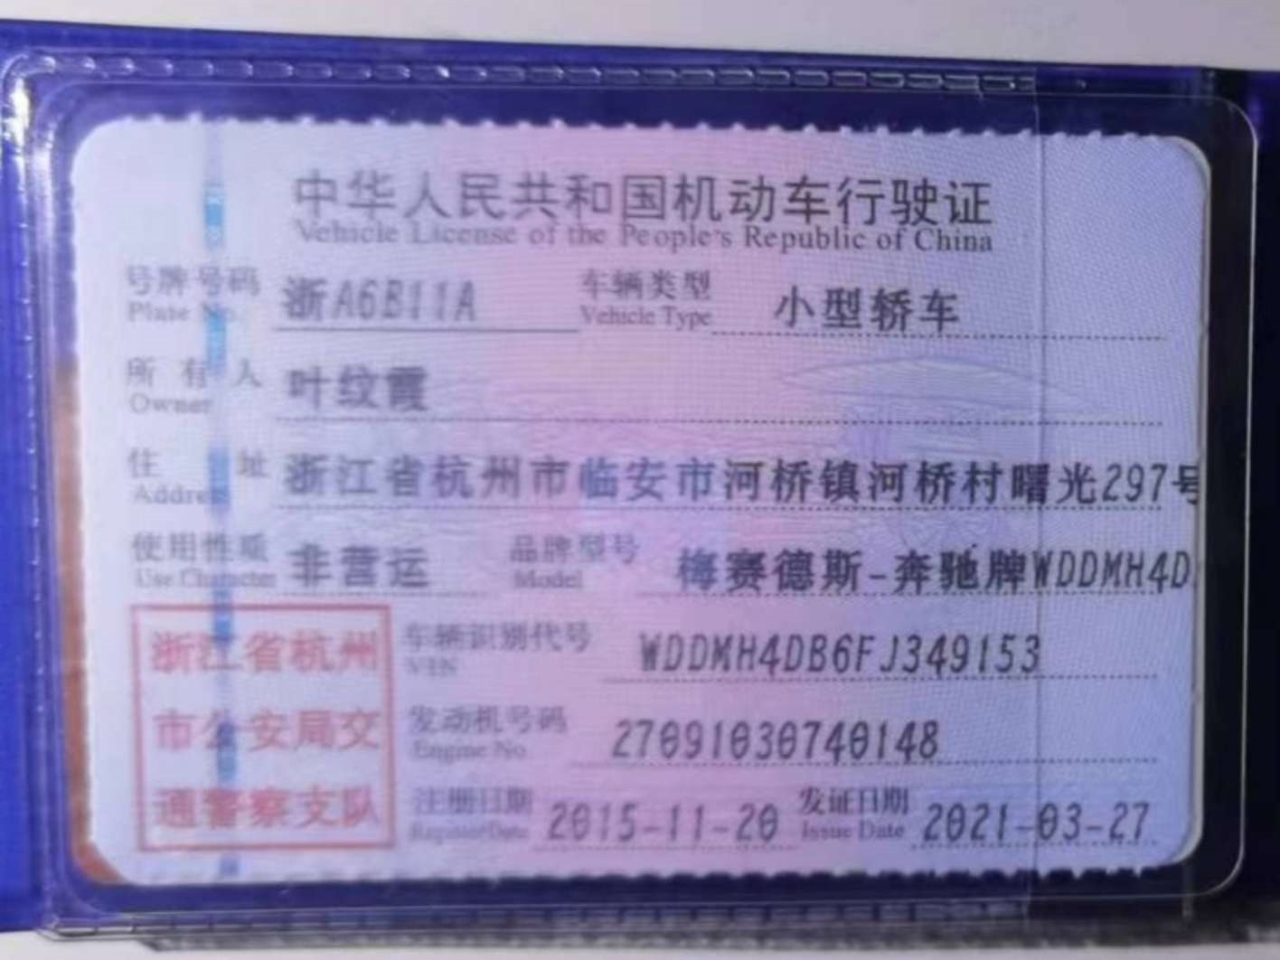 中华人民共和国机动车行驶证
Vehicle License of the People's Republic of China
号牌号码 浙A6B11A 车辆类型 小型轿车
Plate No. Vehicle Type
所有人 叶纹霞
Owner
住址 浙江省杭州市临安市河桥镇河桥村曙光297号
Address
使用性质 非营运 品牌型号 梅赛德斯-奔驰牌WDDMH4D
Use Character Model
浙江省杭州
市公安局交
通警察支队
车辆识别代号 WDDMH4DB6FJ349153
VIN
发动机号码 27091030740148
Engine No.
注册日期 2015-11-20 发证日期 2021-03-27
Register Date Issue Date